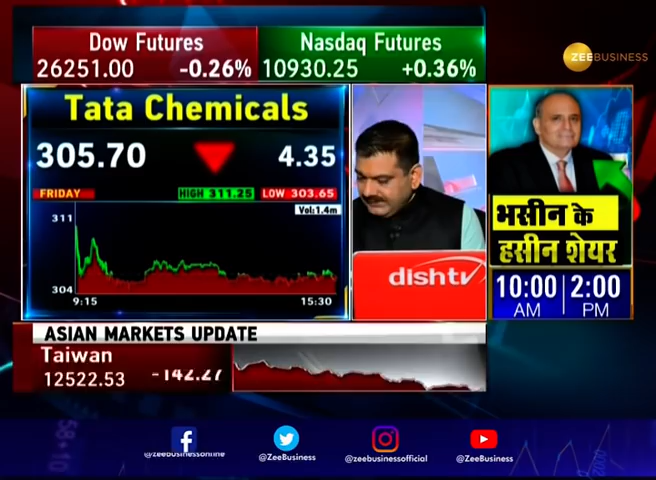 Dow Futures
26251.00 -0.26%
Nasdaq Futures
10930.25 +0.36%
ZEEBUSINESS
Tata Chemicals
305.70 4.35
FRIDAY HIGH 311.25 LOW 303.65
Vol:1.4m
311
304
9:15 15:30
dishtv
भसीन के
हसीन शेयर
10:00 AM
2:00 PM
ASIAN MARKETS UPDATE
Taiwan
12522.53 -142.27
@ZeeBusiness
@zeebusinessofficial
@ZeeBusiness